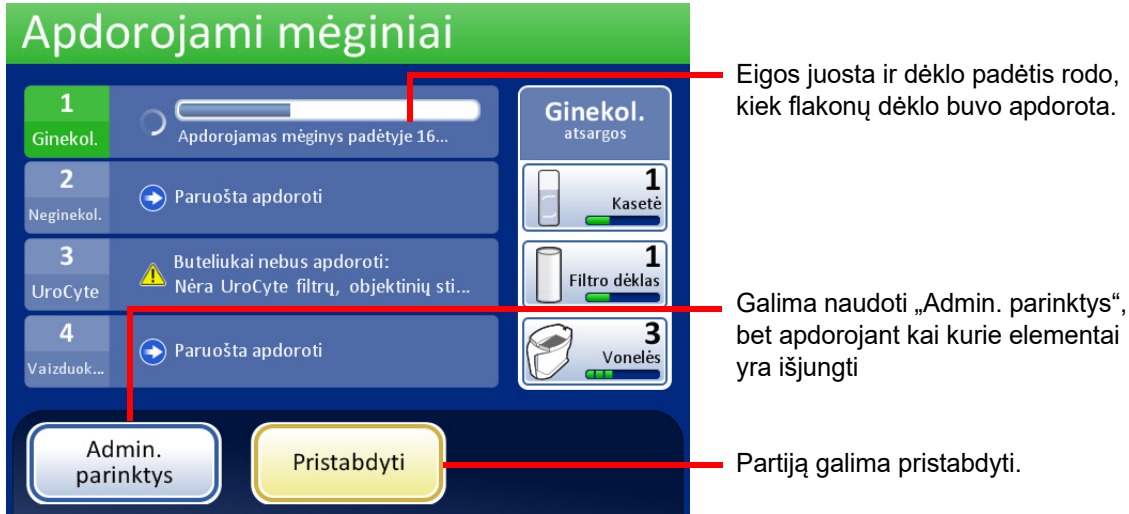 Apdorojami mėginiai
1
Ginekol.
Apdorojamas mėginys padėtyje 16...
2
Neginekol.
Paruošta apdoroti
3
UroCyte
Buteliukai nebus apdoroti:
Nėra UroCyte filtrų, objektinių sti...
4
Vaizduok...
Paruošta apdoroti
Ginekol.
atsargos
1
Kasetė
1
Filtro dėklas
3
Vonelės
Admin.
parinktys
Pristabdyti
Eigos juosta ir dėklo padėtis rodo,
kiek flakonų dėklo buvo apdorota.
Galima naudoti „Admin. parinktys“,
bet apdorojant kai kurie elementai
yra išjungti
Partiją galima pristabdyti.